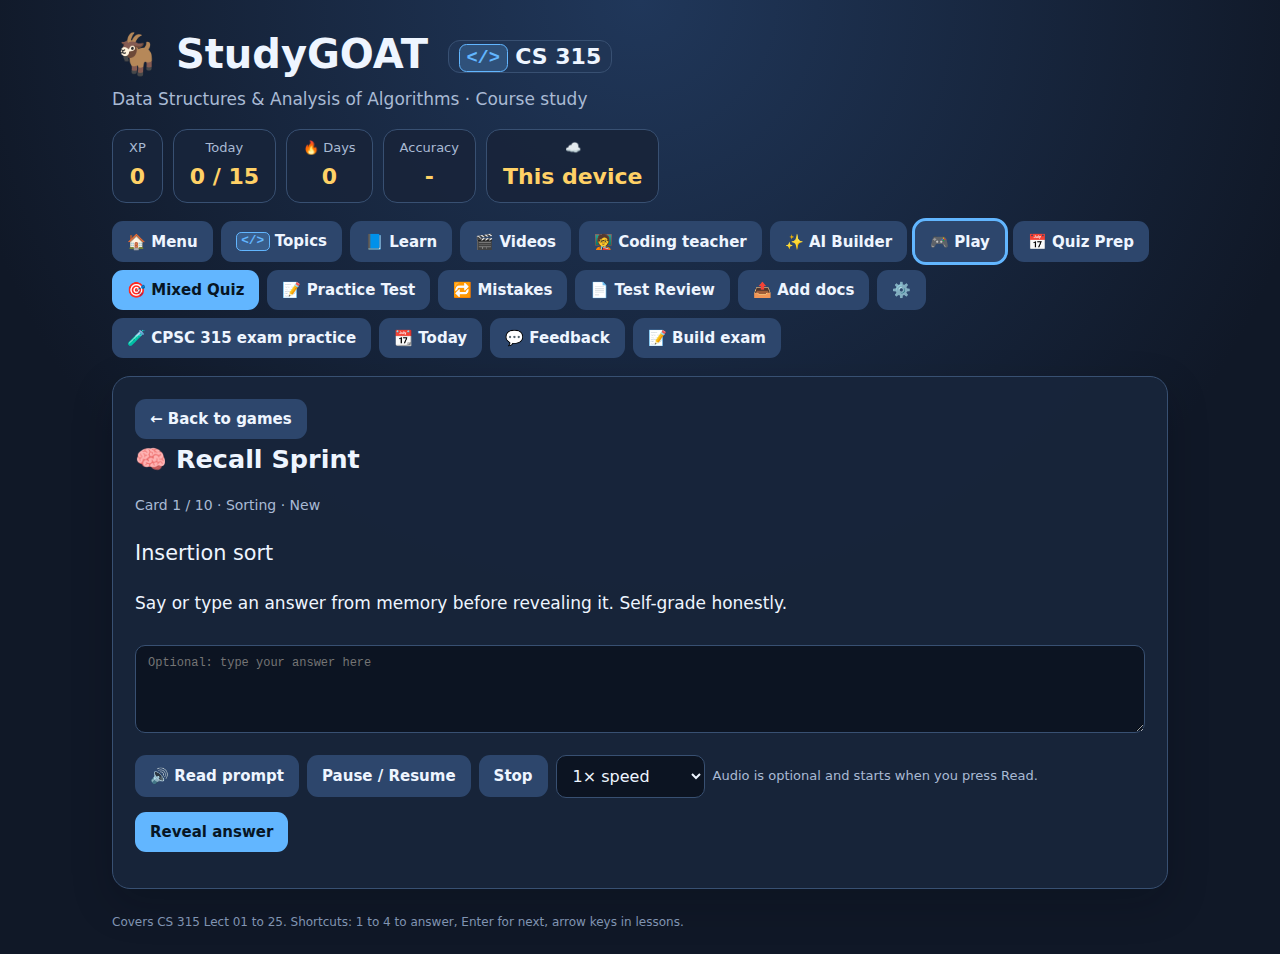 StudyGOAT </> CS 315
Data Structures & Analysis of Algorithms · Course study
XP Today Days Accuracy
0 0 / 15 0 - This device
Menu </> Topics Learn Videos Coding teacher AI Builder Play Quiz Prep
Mixed Quiz Practice Test Mistakes Test Review Add docs
CPSC 315 exam practice Today Feedback Build exam
← Back to games
Recall Sprint
Card 1 / 10 · Sorting · New
Insertion sort
Say or type an answer from memory before revealing it. Self-grade honestly.
Optional: type your answer here
Read prompt Pause / Resume Stop 1× speed Audio is optional and starts when you press Read.
Reveal answer
Covers CS 315 Lect 01 to 25. Shortcuts: 1 to 4 to answer, Enter for next, arrow keys in lessons.